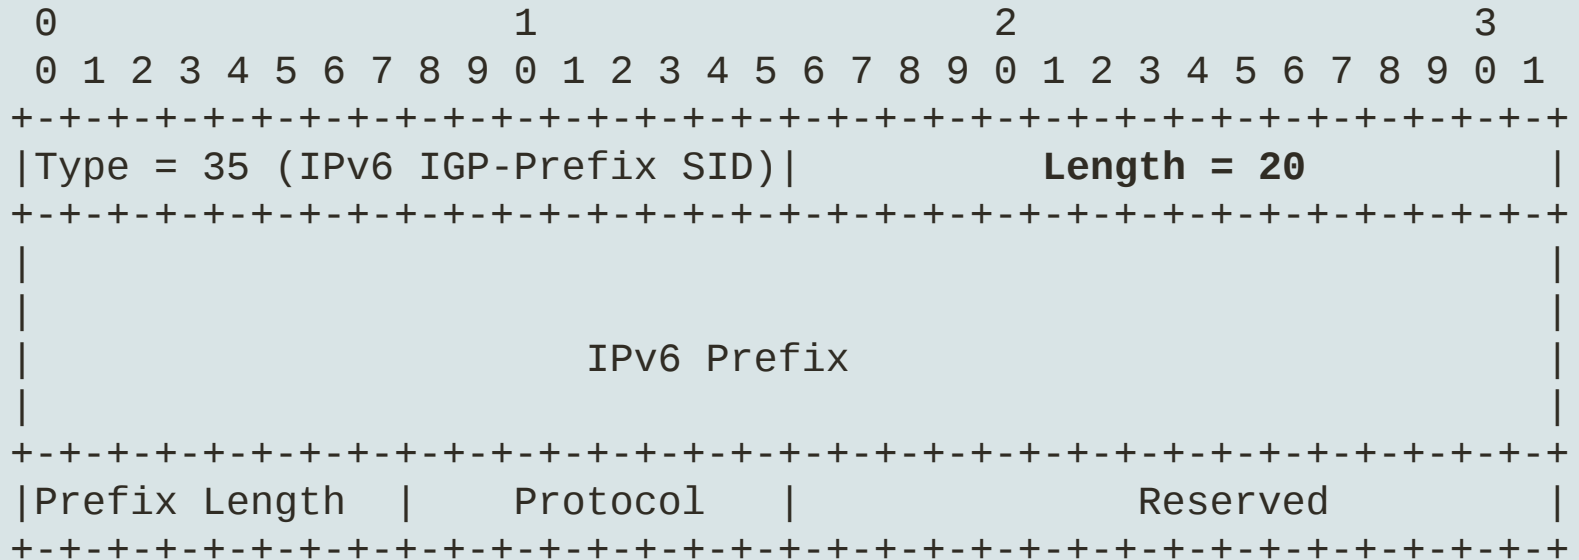 0                   1                   2                   3
 0 1 2 3 4 5 6 7 8 9 0 1 2 3 4 5 6 7 8 9 0 1 2 3 4 5 6 7 8 9 0 1
+-+-+-+-+-+-+-+-+-+-+-+-+-+-+-+-+-+-+-+-+-+-+-+-+-+-+-+-+-+-+-+-+
|Type = 35 (IPv6 IGP-Prefix SID)|          Length = 20          |
+-+-+-+-+-+-+-+-+-+-+-+-+-+-+-+-+-+-+-+-+-+-+-+-+-+-+-+-+-+-+-+-+
|                                                               |
|                                                               |
|                       IPv6 Prefix                             |
|                                                               |
+-+-+-+-+-+-+-+-+-+-+-+-+-+-+-+-+-+-+-+-+-+-+-+-+-+-+-+-+-+-+-+-+
|Prefix Length  |    Protocol   |              Reserved         |
+-+-+-+-+-+-+-+-+-+-+-+-+-+-+-+-+-+-+-+-+-+-+-+-+-+-+-+-+-+-+-+-+